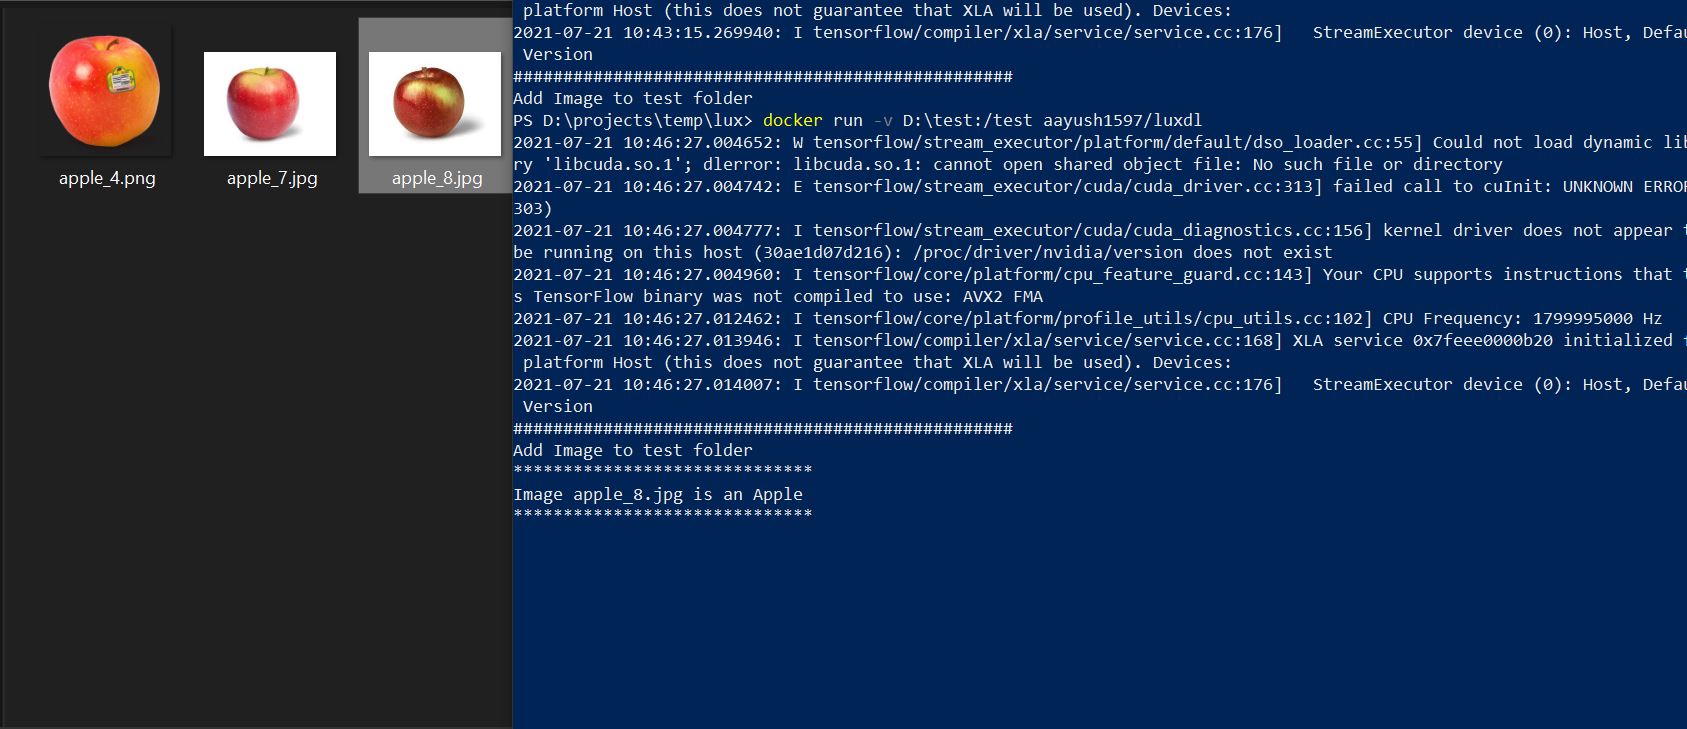 apple_4.png
apple_7.jpg
apple_8.jpg
platform Host (this does not guarantee that XLA will be used). Devices:
2021-07-21 10:43:15.269940: I tensorflow/compiler/xla/service/service.cc:176]   StreamExecutor device (0): Host, Defau
Version
##################################################
Add Image to test folder
PS D:\projects\temp\lux> docker run -v D:\test:/test aayush1597/luxdl
2021-07-21 10:46:27.004652: W tensorflow/stream_executor/platform/default/dso_loader.cc:55] Could not load dynamic lib
ry 'libcuda.so.1'; dlerror: libcuda.so.1: cannot open shared object file: No such file or directory
2021-07-21 10:46:27.004742: E tensorflow/stream_executor/cuda/cuda_driver.cc:313] failed call to cuInit: UNKNOWN ERROR
303)
2021-07-21 10:46:27.004777: I tensorflow/stream_executor/cuda/cuda_diagnostics.cc:156] kernel driver does not appear t
be running on this host (30ae1d07d216): /proc/driver/nvidia/version does not exist
2021-07-21 10:46:27.004960: I tensorflow/core/platform/cpu_feature_guard.cc:143] Your CPU supports instructions that t
s TensorFlow binary was not compiled to use: AVX2 FMA
2021-07-21 10:46:27.012462: I tensorflow/core/platform/profile_utils/cpu_utils.cc:102] CPU Frequency: 1799995000 Hz
2021-07-21 10:46:27.013946: I tensorflow/compiler/xla/service/service.cc:168] XLA service 0x7feee0000b20 initialized f
platform Host (this does not guarantee that XLA will be used). Devices:
2021-07-21 10:46:27.014007: I tensorflow/compiler/xla/service/service.cc:176]   StreamExecutor device (0): Host, Defau
Version
##################################################
Add Image to test folder
******************************
Image apple_8.jpg is an Apple
******************************